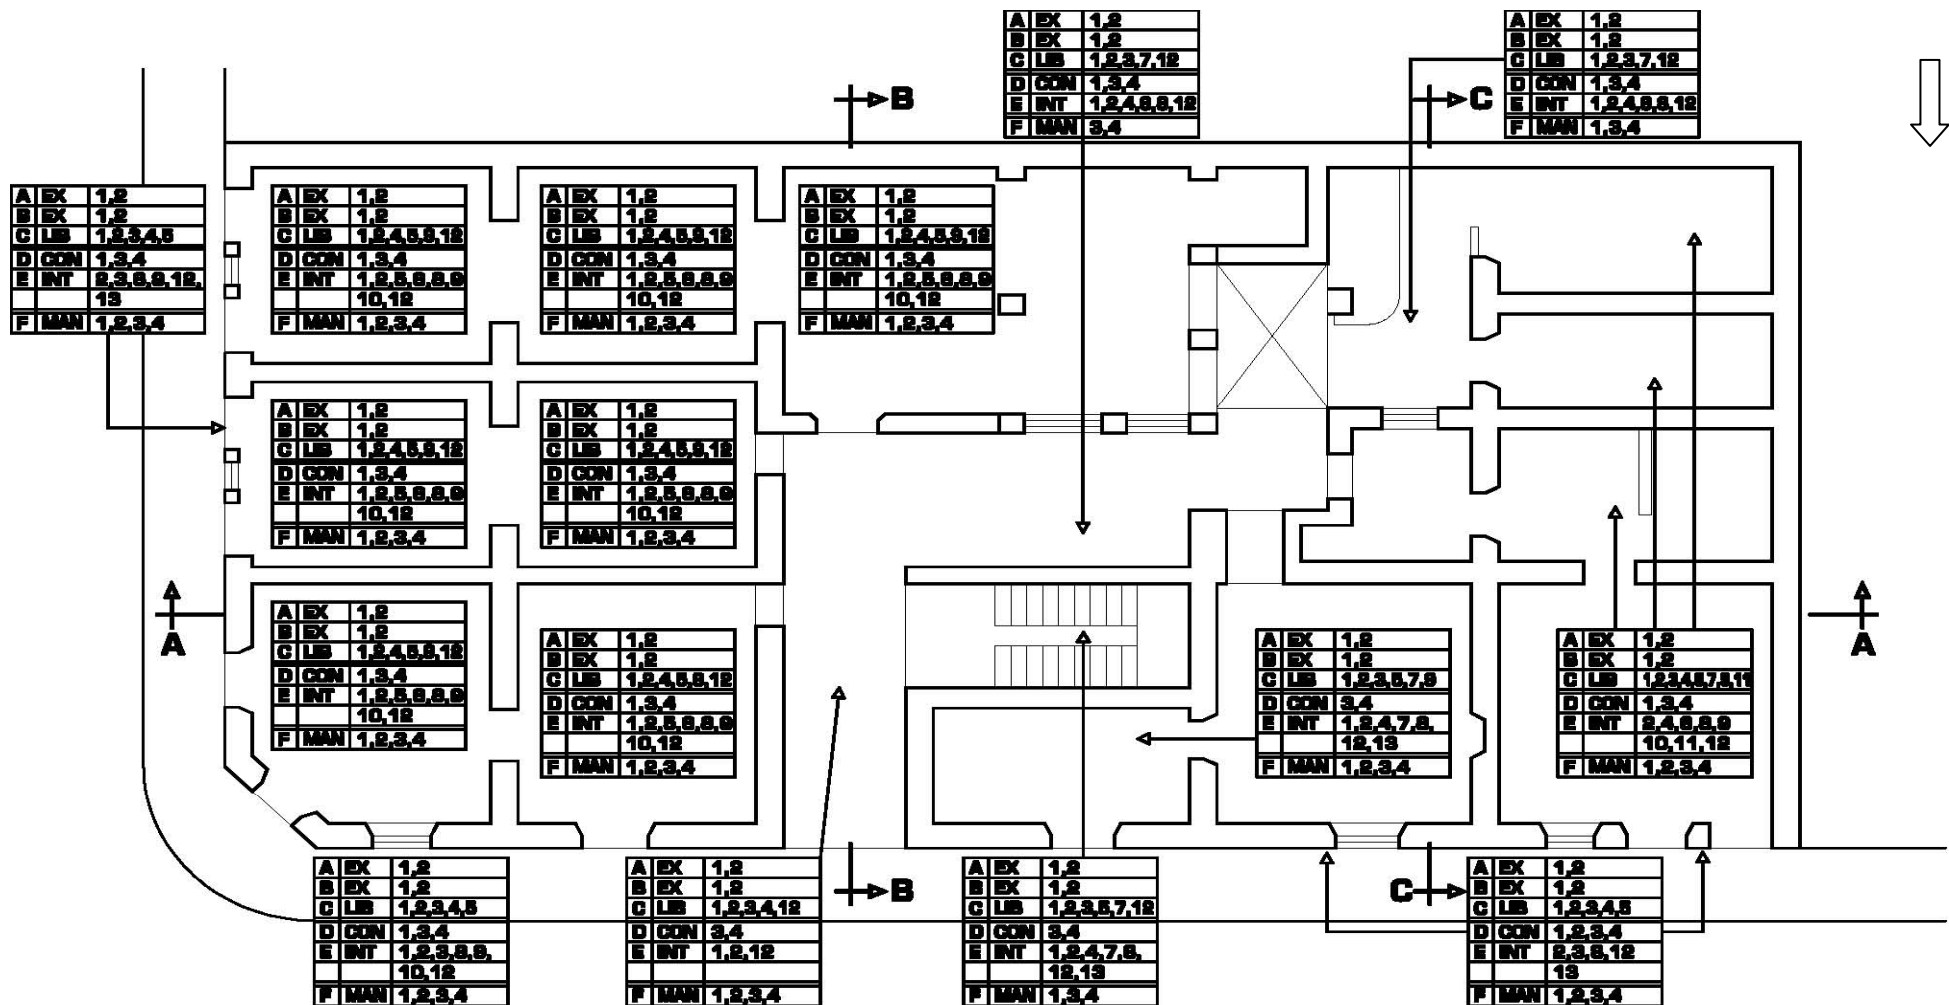 A EX 1,2
B EX 1,2
C LIB 1,2,3,7,12
D CON 1,3,4
E INT 1,2,4,6,8,12
F MAN 3,4
A EX 1,2
B EX 1,2
C LIB 1,2,3,7,12
D CON 1,3,4
E INT 1,2,4,6,8,12
F MAN 1,3,4
B
C
A EX 1,2
B EX 1,2
C LIB 1,2,3,4,5
D CON 1,3,4
E INT 2,3,6,9,12,
13
F MAN 1,2,3,4
A EX 1,2
B EX 1,2
C LIB 1,2,4,5,9,12
D CON 1,3,4
E INT 1,2,5,6,8,9
10,12
F MAN 1,2,3,4
A EX 1,2
B EX 1,2
C LIB 1,2,4,5,9,12
D CON 1,3,4
E INT 1,2,5,6,8,9
10,12
F MAN 1,2,3,4
A EX 1,2
B EX 1,2
C LIB 1,2,4,5,9,12
D CON 1,3,4
E INT 1,2,5,6,8,9
10,12
F MAN 1,2,3,4
A EX 1,2
B EX 1,2
C LIB 1,2,4,5,9,12
D CON 1,3,4
E INT 1,2,5,6,8,9
10,12
F MAN 1,2,3,4
A EX 1,2
B EX 1,2
C LIB 1,2,4,5,9,12
D CON 1,3,4
E INT 1,2,5,6,8,9
10,12
F MAN 1,2,3,4
A
A
A EX 1,2
B EX 1,2
C LIB 1,2,4,5,9,12
D CON 1,3,4
E INT 1,2,5,6,8,9
10,12
F MAN 1,2,3,4
A EX 1,2
B EX 1,2
C LIB 1,2,4,5,9,12
D CON 1,3,4
E INT 1,2,5,6,8,9
10,12
F MAN 1,2,3,4
A EX 1,2
B EX 1,2
C LIB 1,2,3,5,7,9
D CON 3,4
E INT 1,2,4,7,8,
12,13
F MAN 1,2,3,4
A EX 1,2
B EX 1,2
C LIB
D CON 1,3,4
E INT 2,4,6,8,9
10,11,12
F MAN 1,2,3,4
A EX 1,2
B EX 1,2
C LIB 1,2,3,4,5
D CON 1,3,4
E INT 1,2,3,8,9,
10,12
F MAN 1,2,3,4
A EX 1,2
B EX 1,2
C LIB 1,2,3,4,12
D CON 3,4
E INT 1,2,12
F MAN 1,2,3,4
B
A EX 1,2
B EX 1,2
C LIB 1,2,3,5,7,12
D CON 3,4
E INT 1,2,4,7,8,
12,13
F MAN 1,3,4
C
A EX 1,2
B EX 1,2
C LIB 1,2,3,4,5
D CON 1,2,3,4
E INT 2,3,6,12
13
F MAN 1,2,3,4